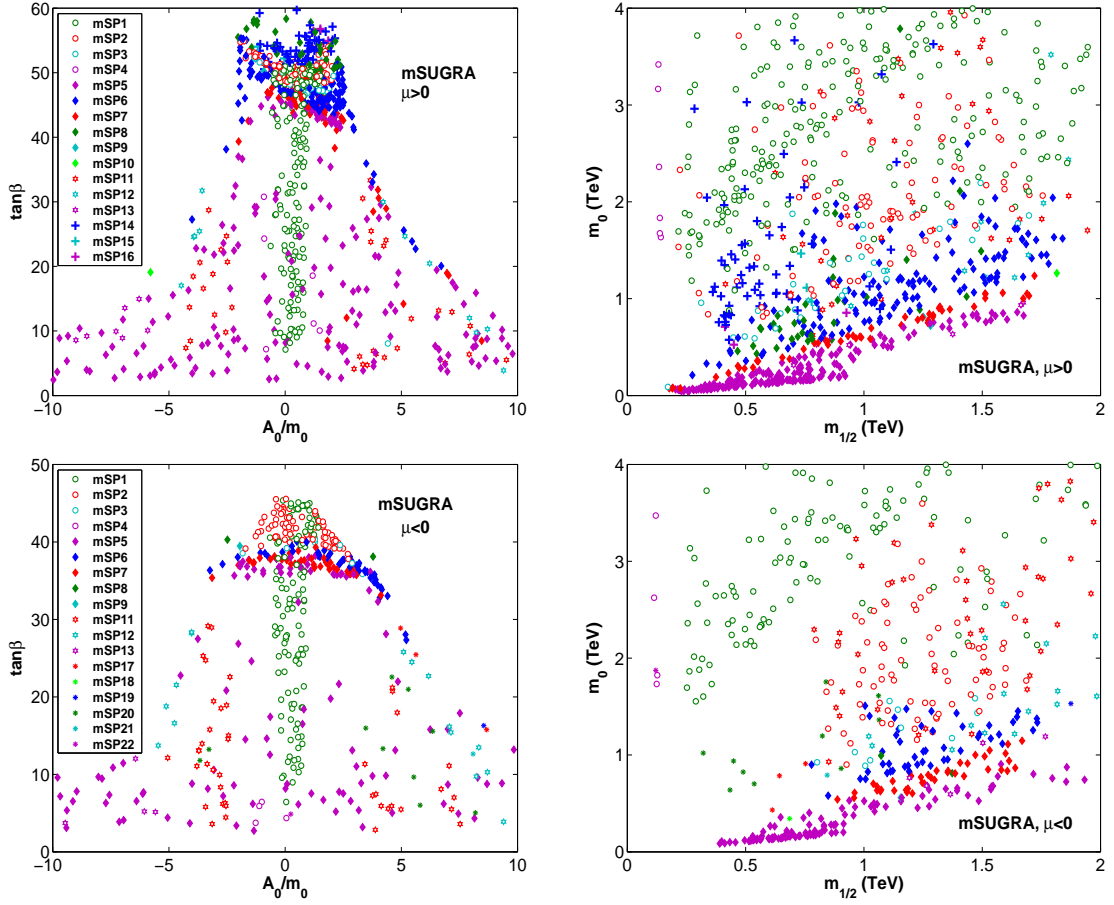 60
50
40
30
20
10
0
tanβ
−10
−5
0
5
10
A0/m0
mSP1
mSP2
mSP3
mSP4
mSP5
mSP6
mSP7
mSP8
mSP9
mSP10
mSP11
mSP12
mSP13
mSP14
mSP15
mSP16
mSUGRA
μ>0
4
3
2
1
0
m0 (TeV)
0
0.5
1
1.5
2
m1/2 (TeV)
mSUGRA, μ>0
50
40
30
20
10
0
tanβ
−10
−5
0
5
10
A0/m0
mSP1
mSP2
mSP3
mSP4
mSP5
mSP6
mSP7
mSP8
mSP9
mSP11
mSP12
mSP13
mSP17
mSP18
mSP19
mSP20
mSP21
mSP22
mSUGRA
μ<0
4
3
2
1
0
m0 (TeV)
0
0.5
1
1.5
2
m1/2 (TeV)
mSUGRA, μ<0